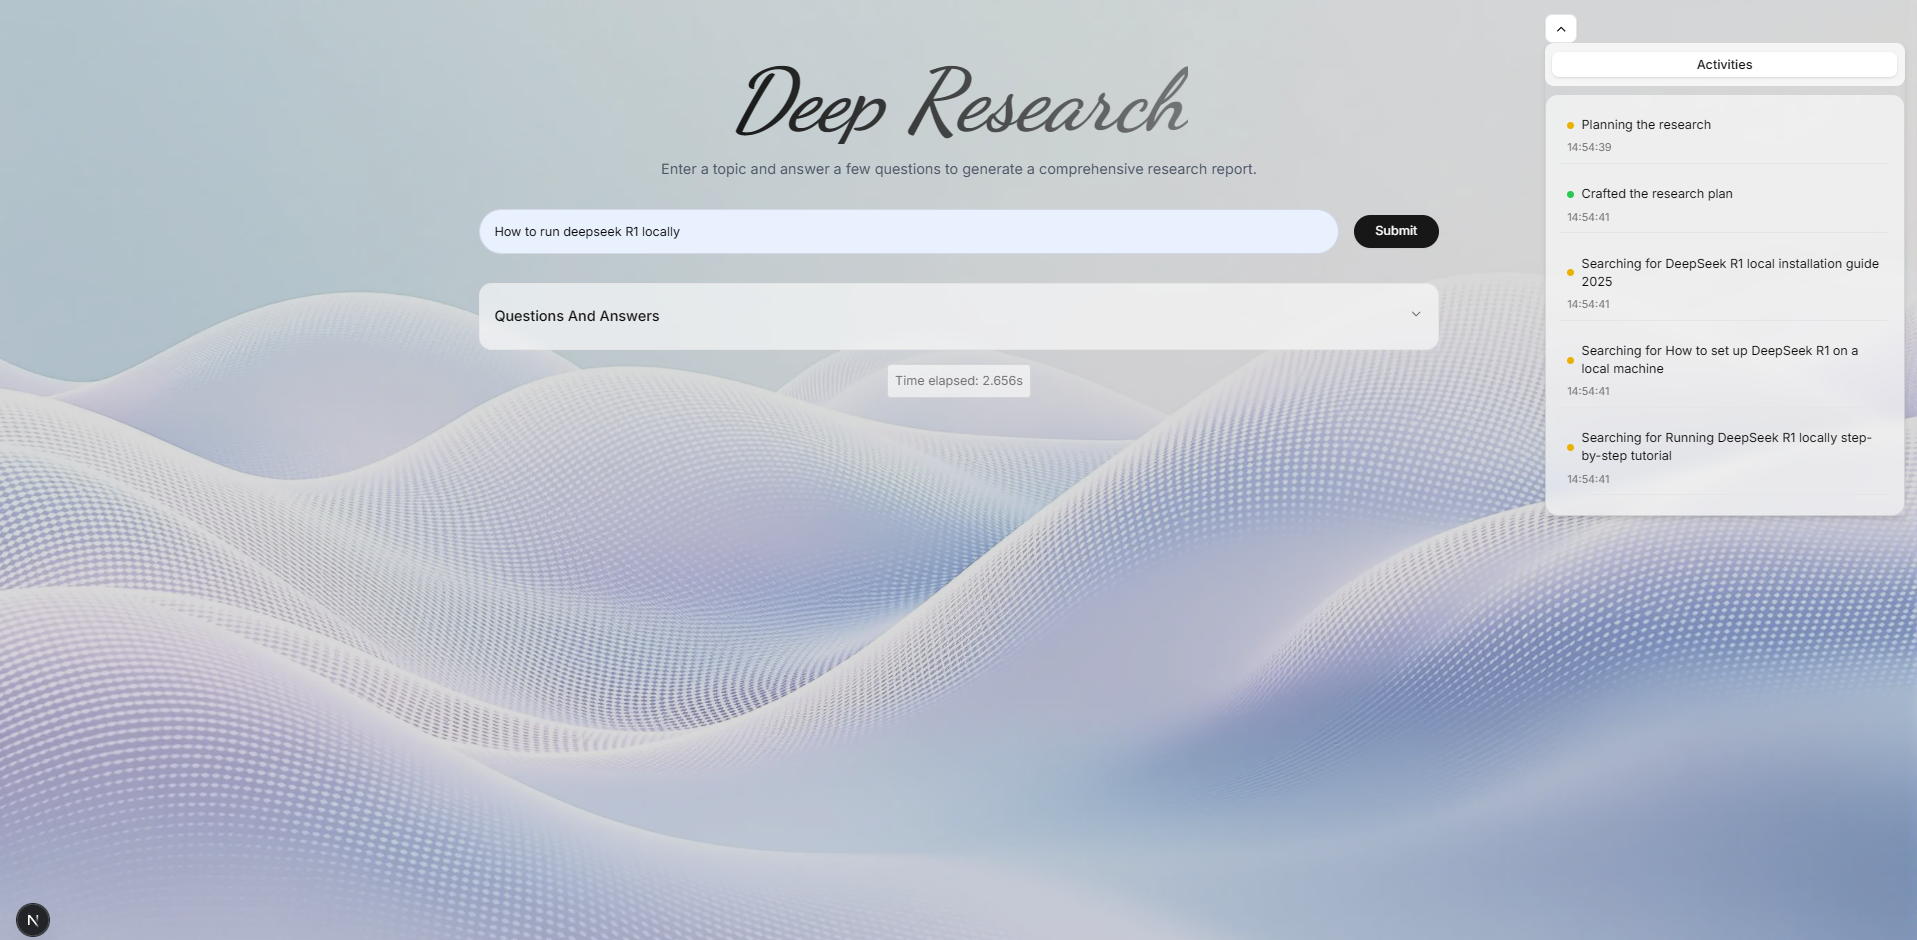 Deep Research
Enter a topic and answer a few questions to generate a comprehensive research report.
How to run deepseek R1 locally
Submit
Questions And Answers
Time elapsed: 2.656s
Activities
Planning the research
14:54:39
Crafted the research plan
14:54:41
Searching for DeepSeek R1 local installation guide
2025
14:54:41
Searching for How to set up DeepSeek R1 on a
local machine
14:54:41
Searching for Running DeepSeek R1 locally step-
by-step tutorial
14:54:41
N